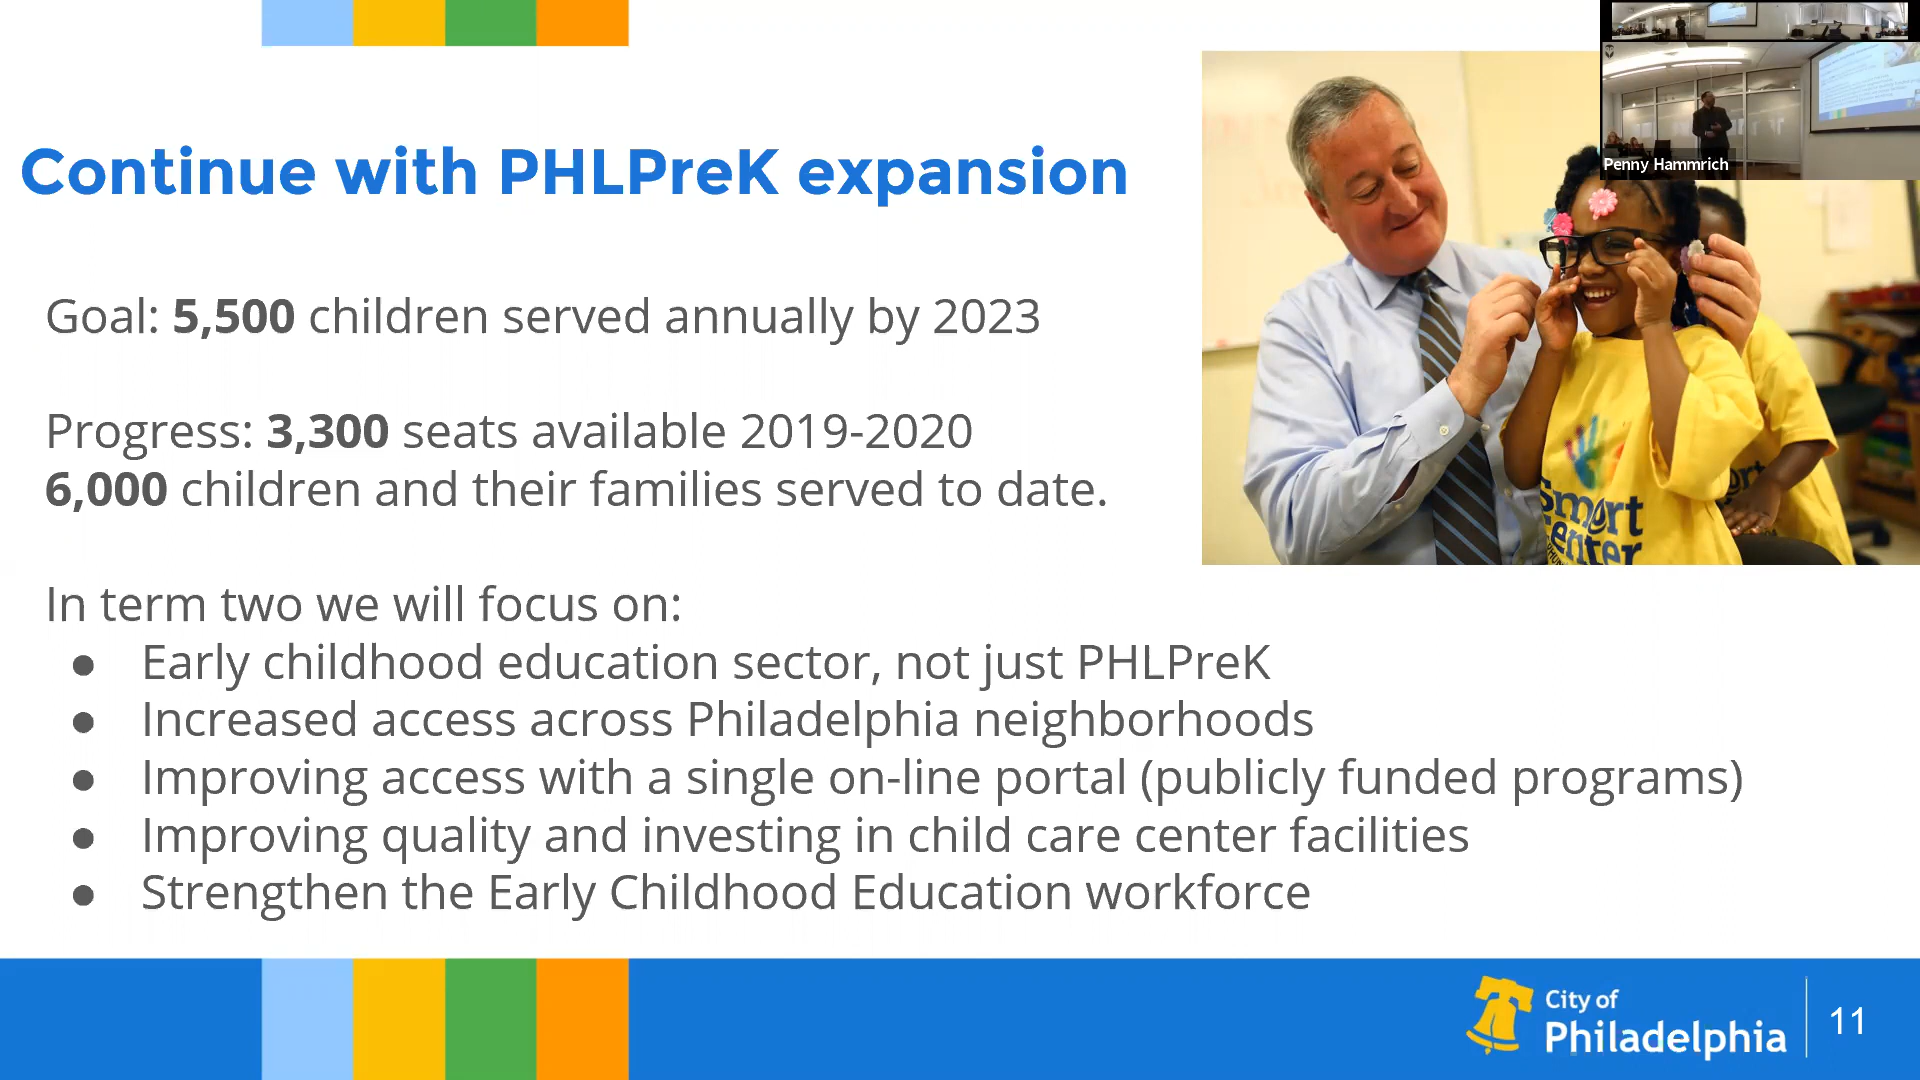 Continue with PHLPreK expansion
Penny Hammrich
Goal: 5,500 children served annually by 2023
Progress: 3,300 seats available 2019-2020
6,000 children and their families served to date.
Smart
Center
In term two we will focus on:
● Early childhood education sector, not just PHLPreK
● Increased access across Philadelphia neighborhoods
● Improving access with a single on-line portal (publicly funded programs)
● Improving quality and investing in child care center facilities
● Strengthen the Early Childhood Education workforce
City of
Philadelphia
11